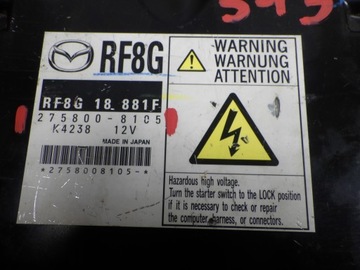 543
RF8G
RF8G 18 881F
275800-8105
K4238 12V
MADE IN JAPAN
*2758008105-*
WARNING
WARNUNG
ATTENTION
Hazardous high voltage.
Turn the starter switch to the LOCK position
if it is necessary to check or repair
the computer, harness, or connectors.